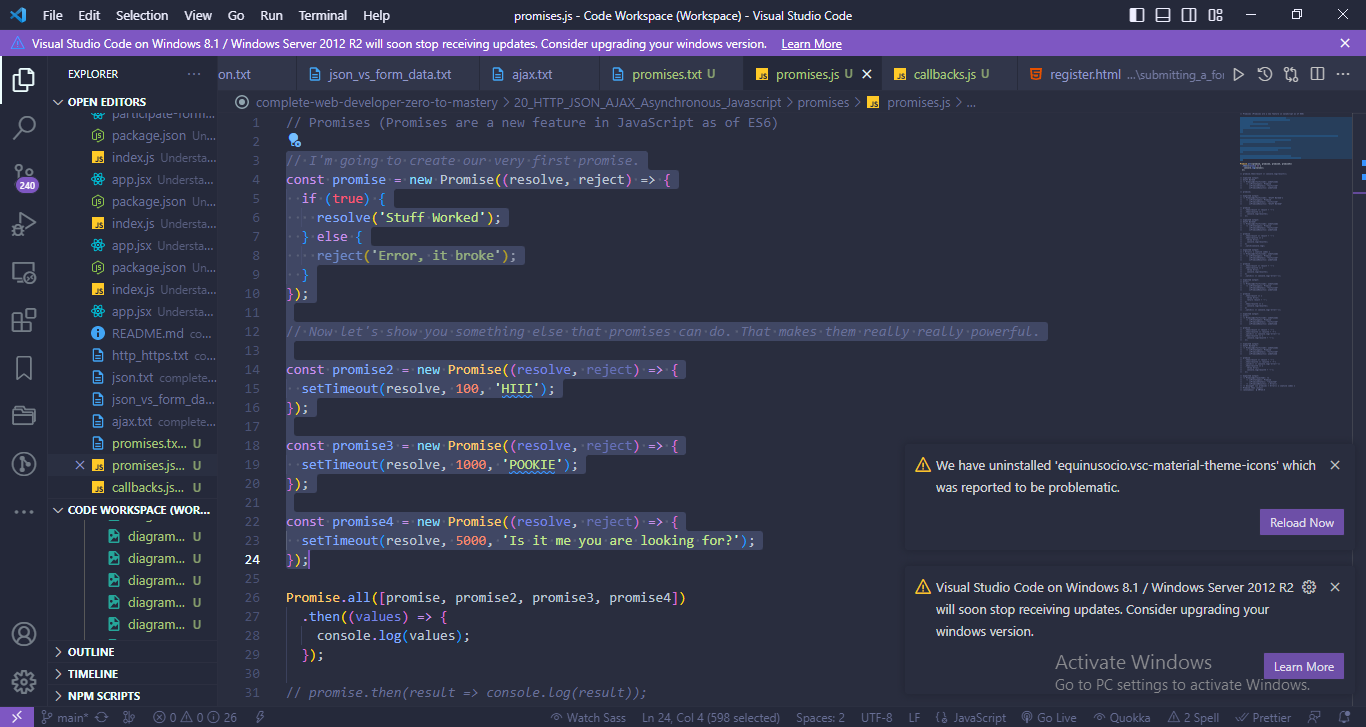 File Edit Selection View Go Run Terminal Help
promises.js - Code Workspace (Workspace) - Visual Studio Code
Visual Studio Code on Windows 8.1 / Windows Server 2012 R2 will soon stop receiving updates. Consider upgrading your windows version. Learn More
EXPLORER
on.txt json_vs_form_data.txt ajax.txt promises.txt U promises.js U callbacks.js U register.html ...\submitting_a_for
complete-web-developer-zero-to-mastery > 20_HTTP_JSON_AJAX_Asynchronous_Javascript > promises > promises.js > ...
OPEN EDITORS
participate-form...
package.json Un...
index.js Understa...
app.jsx Understa...
package.json Un...
index.js Understa...
app.jsx Understa...
package.json Un...
index.js Understa...
app.jsx Understa...
README.md co...
http_https.txt co...
json.txt complete...
json_vs_form_da...
ajax.txt complete...
promises.tx... U
promises.js... U
callbacks.js... U
CODE WORKSPACE (WOR...
diagram... U
diagram... U
diagram... U
diagram... U
diagram... U
OUTLINE
TIMELINE
NPM SCRIPTS
240
1 // Promises (Promises are a new feature in JavaScript as of ES6)
2
3 // I'm going to create our very first promise.
4 const promise = new Promise((resolve, reject) => {
5 if (true) {
6 resolve('Stuff Worked');
7 } else {
8 reject('Error, it broke');
9 }
10 });
11
12 // Now let's show you something else that promises can do. That makes them really really powerful.
13
14 const promise2 = new Promise((resolve, reject) => {
15 setTimeout(resolve, 100, 'HIII');
16 });
17
18 const promise3 = new Promise((resolve, reject) => {
19 setTimeout(resolve, 1000, 'POOKIE');
20 });
21
22 const promise4 = new Promise((resolve, reject) => {
23 setTimeout(resolve, 5000, 'Is it me you are looking for?');
24 });
25
26 Promise.all([promise, promise2, promise3, promise4])
27 .then((values) => {
28 console.log(values);
29 });
30
31 // promise.then(result => console.log(result));
We have uninstalled 'equinusocio.vsc-material-theme-icons' which
was reported to be problematic.
Reload Now
Visual Studio Code on Windows 8.1 / Windows Server 2012 R2
will soon stop receiving updates. Consider upgrading your
windows version.
Learn More
Activate Windows
Go to PC settings to activate Windows.
main* 0 0 26 Watch Sass Ln 24, Col 4 (598 selected) Spaces: 2 UTF-8 LF JavaScript Go Live Quokka 2 Spell Prettier